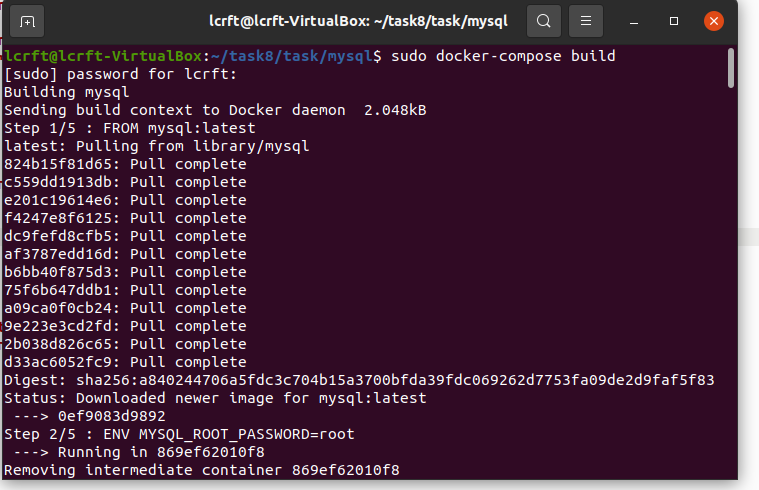 lcrft@lcrft-VirtualBox: ~/task8/task/mysql
lcrft@lcrft-VirtualBox:~/task8/task/mysql$ sudo docker-compose build
[sudo] password for lcrft:
Building mysql
Sending build context to Docker daemon  2.048kB
Step 1/5 : FROM mysql:latest
latest: Pulling from library/mysql
824b15f81d65: Pull complete
c559dd1913db: Pull complete
e201c19614e6: Pull complete
f4247e8f6125: Pull complete
dc9fefd8cfb5: Pull complete
af3787edd16d: Pull complete
b6bb40f875d3: Pull complete
75f6b647ddb1: Pull complete
a09ca0f0cb24: Pull complete
9e223e3cd2fd: Pull complete
2b038d826c65: Pull complete
d33ac6052fc9: Pull complete
Digest: sha256:a840244706a5fdc3c704b15a3700bfda39fdc069262d7753fa09de2d9faf5f83
Status: Downloaded newer image for mysql:latest
 ---> 0ef9083d9892
Step 2/5 : ENV MYSQL_ROOT_PASSWORD=root
 ---> Running in 869ef62010f8
Removing intermediate container 869ef62010f8